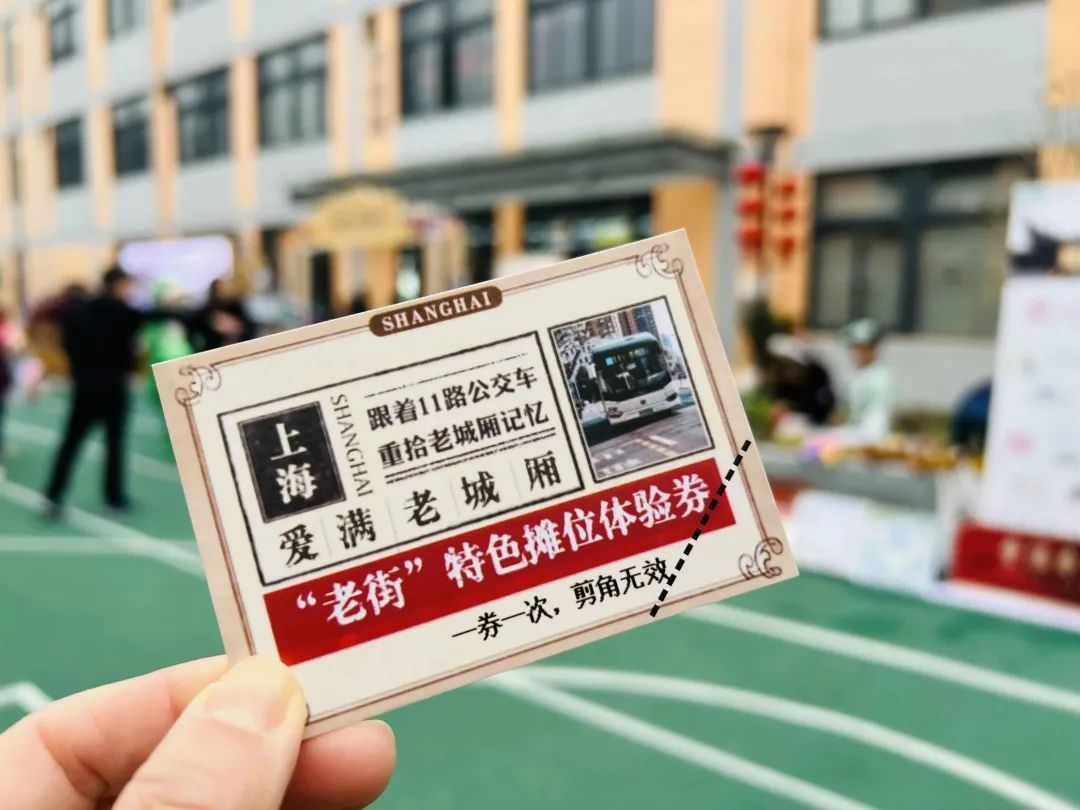 SHANGHAI
上海
SHANGHAI
跟着11路公交车
重拾老城厢记忆
爱满老城厢
“老街”特色摊位体验券
一券一次，剪角无效